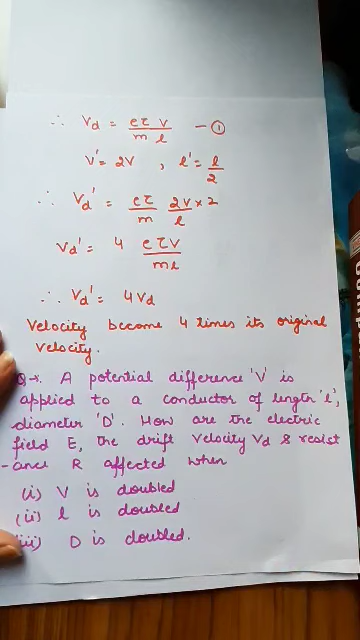 ∴ Vd = eτ V / m l — ①
V' = 2V , l' = l/2
∴ Vd' = eτ/m 2V×2/l
Vd' = 4 eτV/ml
∴ Vd' = 4Vd
Velocity become 4 times its original
Velocity.
Q-x. A potential difference 'V' is
applied to a conductor of length 'l',
diameter 'D'. How are the electric
field E, the drift velocity Vd & resist
-ance R affected when
(i) V is doubled
(ii) l is doubled
(iii) D is doubled.